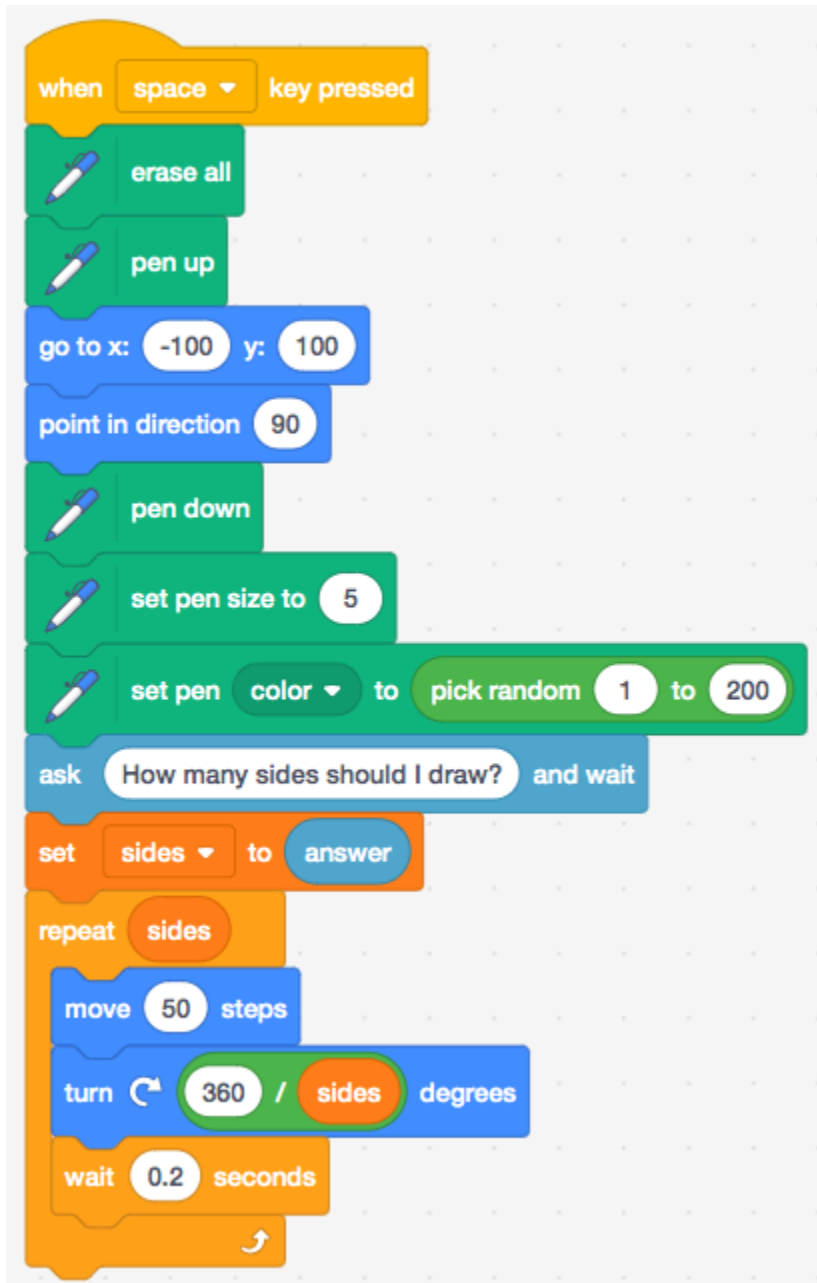 when space key pressed
erase all
pen up
go to x: -100 y: 100
point in direction 90
pen down
set pen size to 5
set pen color to pick random 1 to 200
ask How many sides should I draw? and wait
set sides to answer
repeat sides
move 50 steps
turn 360 / sides degrees
wait 0.2 seconds